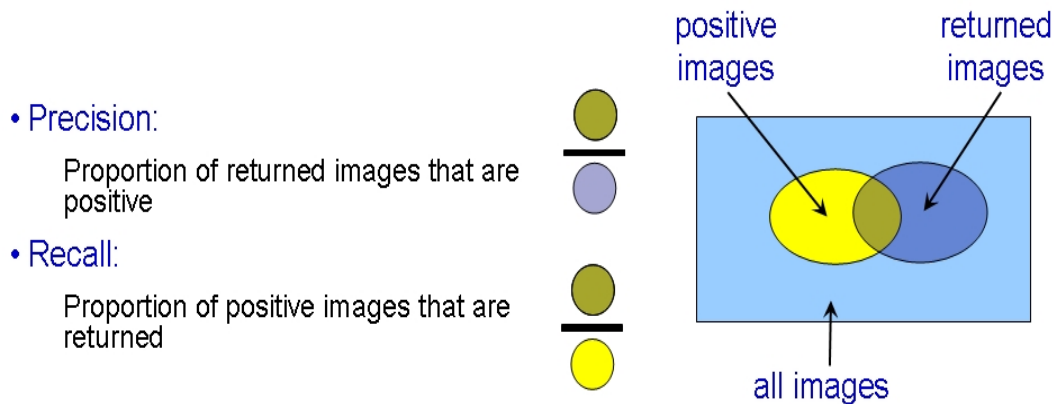 positive
images
returned
images
• Precision:
Proportion of returned images that are
positive
• Recall:
Proportion of positive images that are
returned
all images